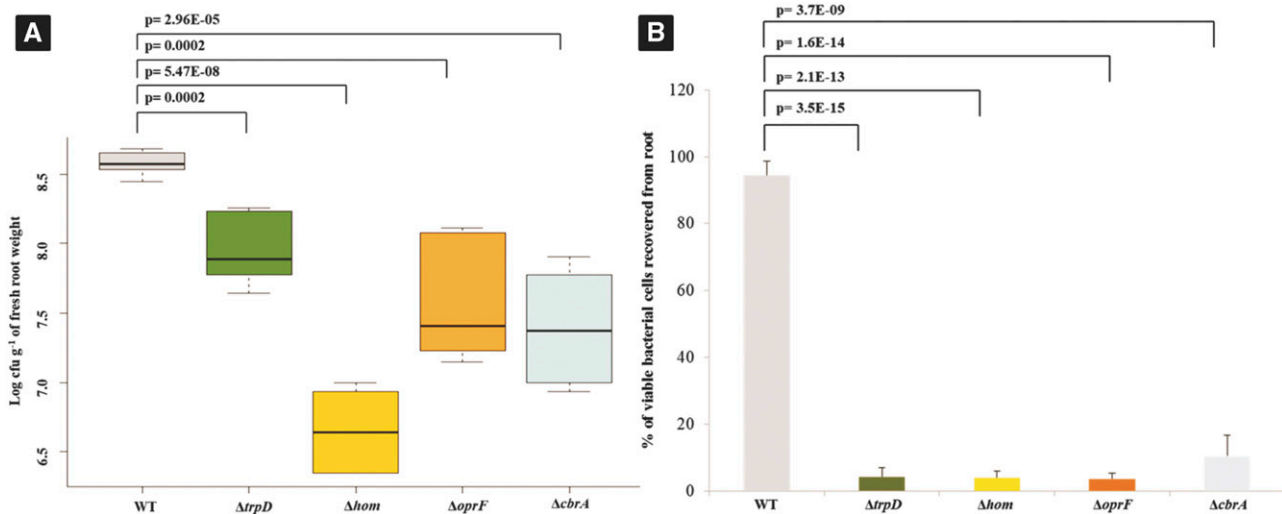 A
p= 2.96E-05
p= 0.0002
p= 5.47E-08
p= 0.0002
Log cfu g⁻¹ of fresh root weight
8.5
8.0
7.5
7.0
6.5
WT
ΔtrpD
Δhom
ΔoprF
ΔcbrA
B
p= 3.7E-09
p= 1.6E-14
p= 2.1E-13
p= 3.5E-15
% of viable bacterial cells recovered from root
120
100
80
60
40
20
0
WT
ΔtrpD
Δhom
ΔoprF
ΔcbrA